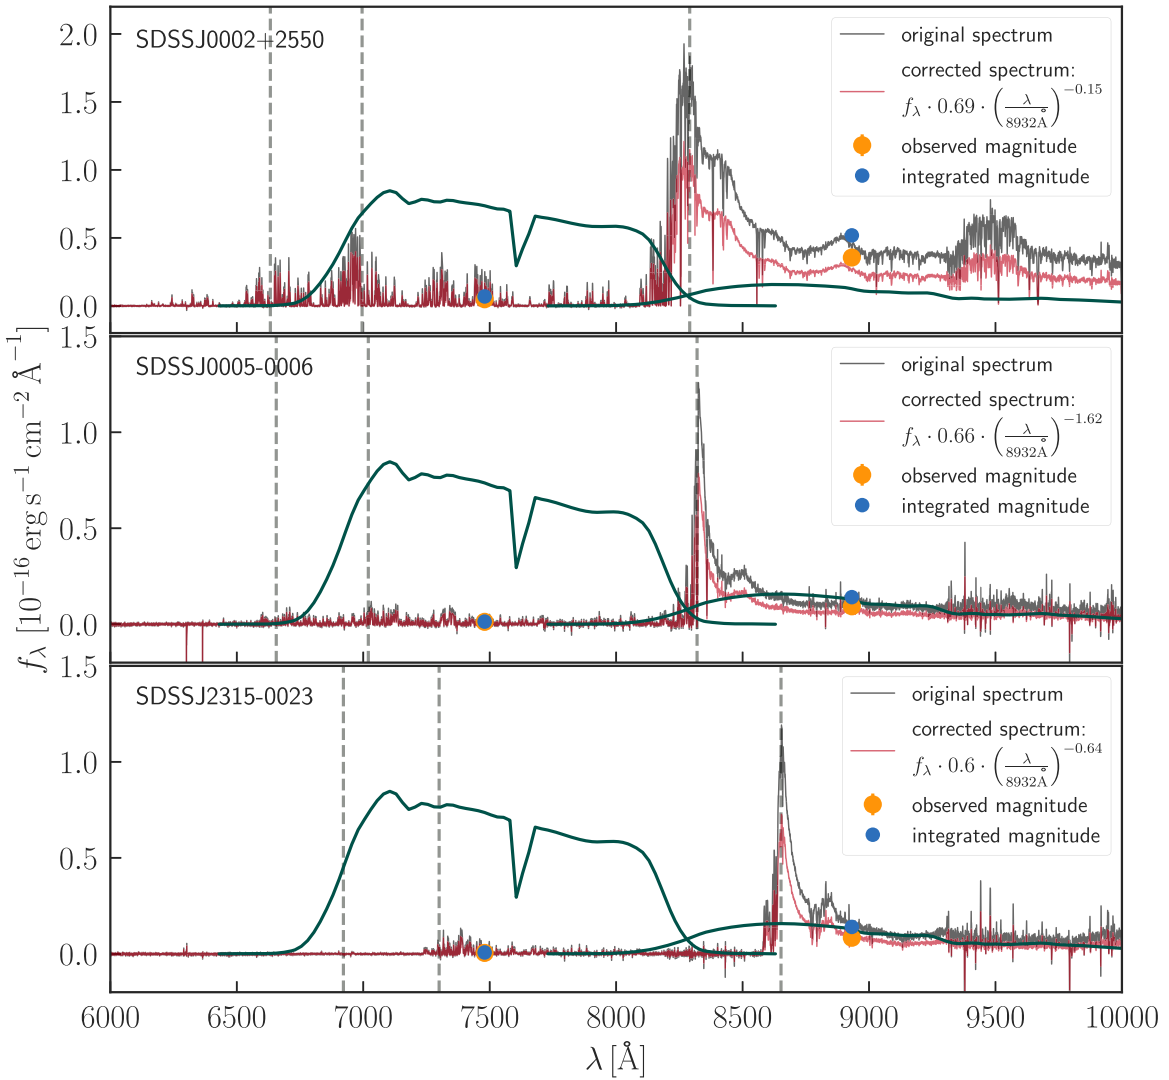 SDSSJ0002+2550
original spectrum
corrected spectrum:
f_λ · 0.69 · (λ/8932Å)^−0.15
observed magnitude
integrated magnitude
2.0
1.5
1.0
0.5
0.0
SDSSJ0005-0006
original spectrum
corrected spectrum:
f_λ · 0.66 · (λ/8932Å)^−1.62
observed magnitude
integrated magnitude
1.5
1.0
0.5
0.0
f_λ [10^−16 erg s^−1 cm^−2 Å^−1]
SDSSJ2315-0023
original spectrum
corrected spectrum:
f_λ · 0.6 · (λ/8932Å)^−0.64
observed magnitude
integrated magnitude
1.5
1.0
0.5
0.0
6000 6500 7000 7500 8000 8500 9000 9500 10000
λ [Å]